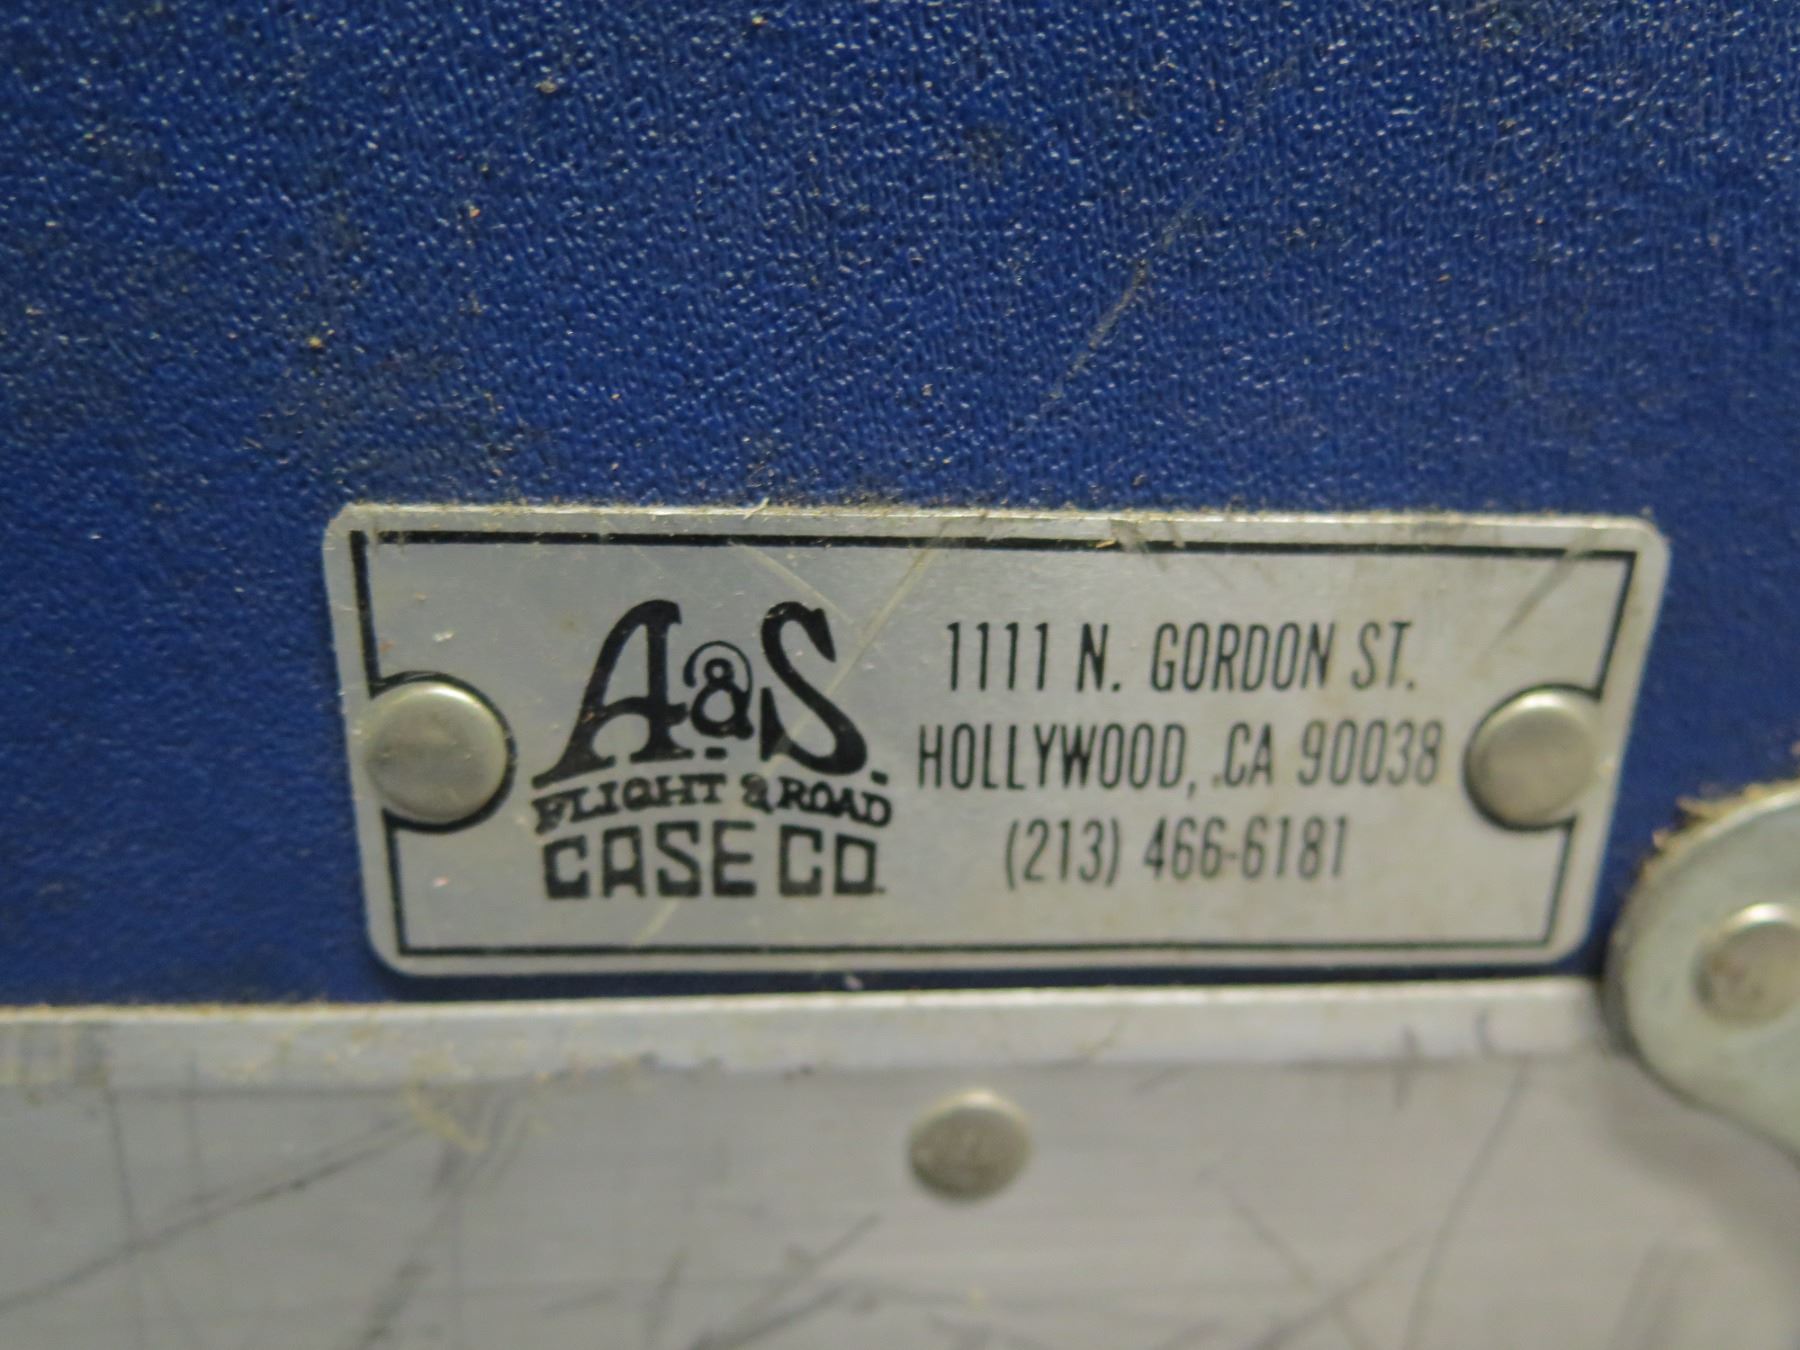 A.&S.
FLIGHT & ROAD
CASE CO.
1111 N. GORDON ST.
HOLLYWOOD, CA 90038
(213) 466-6181